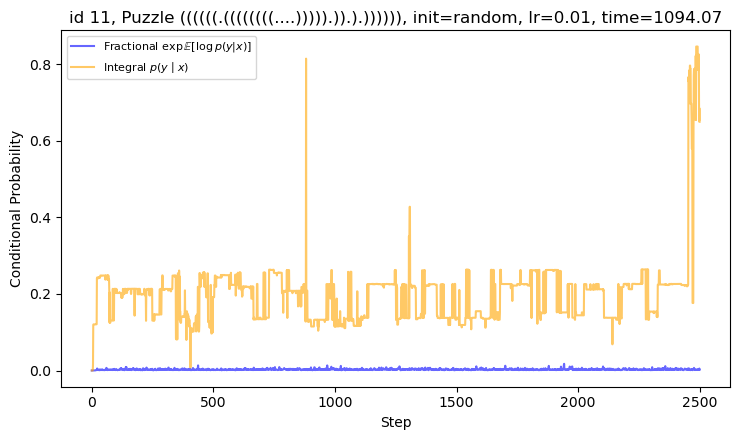 id 11, Puzzle ((((((.((((((((....))))).)).).)))))), init=random, lr=0.01, time=1094.07
Fractional exp𝔼[log p(y|x)]
Integral p(y | x)
Conditional Probability
0.8
0.6
0.4
0.2
0.0
0
500
1000
1500
2000
2500
Step